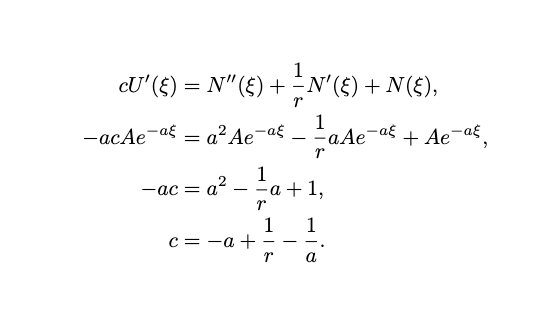 cU′(ξ) = N″(ξ) + 1/r N′(ξ) + N(ξ),
−acAe^{−aξ} = a²Ae^{−aξ} − 1/r aAe^{−aξ} + Ae^{−aξ},
−ac = a² − 1/r a + 1,
c = −a + 1/r − 1/a.